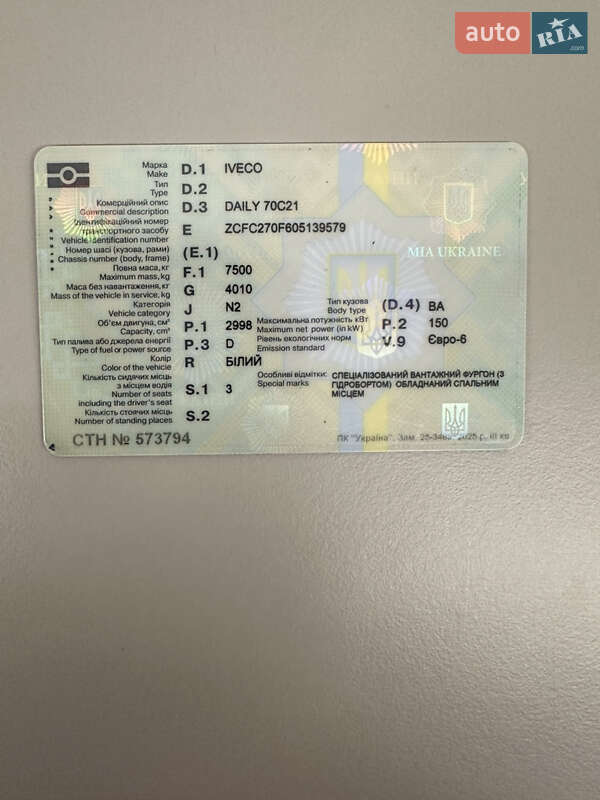 auto RIA .com
Марка D.1 IVECO
Make
Тип D.2
Type
Комерційний опис D.3 DAILY 70C21
Commercial description
Ідентифікаційний номер
транспортного засобу E ZCFC270F605139579
Vehicle identification number
Номер шасі (кузова, рами) (E.1)
Chassis number (body, frame)
Повна маса, кг F.1 7500
Maximum mass, kg
Маса без навантаження, кг G 4010
Mass of the vehicle in service, kg
Категорія J N2
Vehicle category
Об'єм двигуна, см³ P.1 2998
Capacity, cm³
Тип палива або джерела енергії P.3 D
Type of fuel or power source
Колір R БІЛИЙ
Color of the vehicle
Кількість сидячих місць
з місцем водія S.1 3
Number of seats
including the driver's seat
Кількість стоячих місць S.2
Number of standing places
MIA UKRAINE
Тип кузова (D.4) ВА
Body type
Максимальна потужність кВт P.2 150
Maximum net power (in kW)
Рівень екологічних норм V.9 Євро-6
Emission standard
Особливі відмітки: СПЕЦІАЛІЗОВАНИЙ ВАНТАЖНИЙ ФУРГОН (З
Special marks ГІДРОБОРТОМ) ОБЛАДНАНИЙ СПАЛЬНИМ
МІСЦЕМ
СТН № 573794
ПК "Україна". Зам. 2025 р. III кв